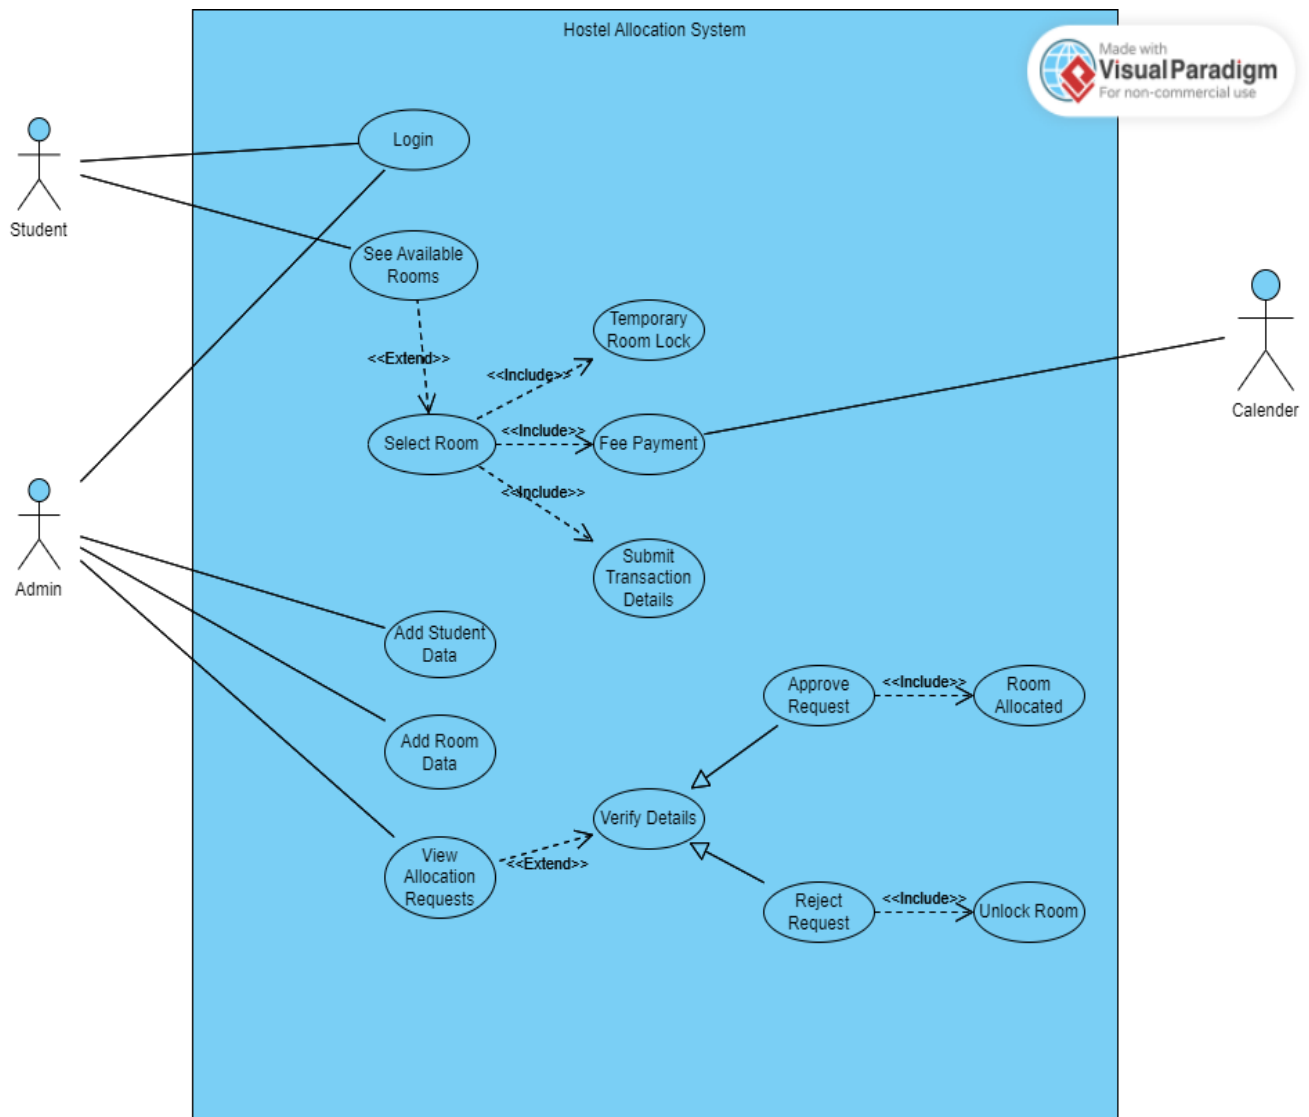 Hostel Allocation System
Made with
Visual Paradigm
For non-commercial use
Login
Student
See Available
Rooms
Temporary
Room Lock
<<Extend>>
<<Include>>
Calender
Select Room
<<Include>>
Fee Payment
<<Include>>
Admin
Submit
Transaction
Details
Add Student
Data
Approve
Request
<<Include>>
Room
Allocated
Add Room
Data
Verify Details
View
Allocation
Requests
<<Extend>>
Reject
Request
<<Include>>
Unlock Room